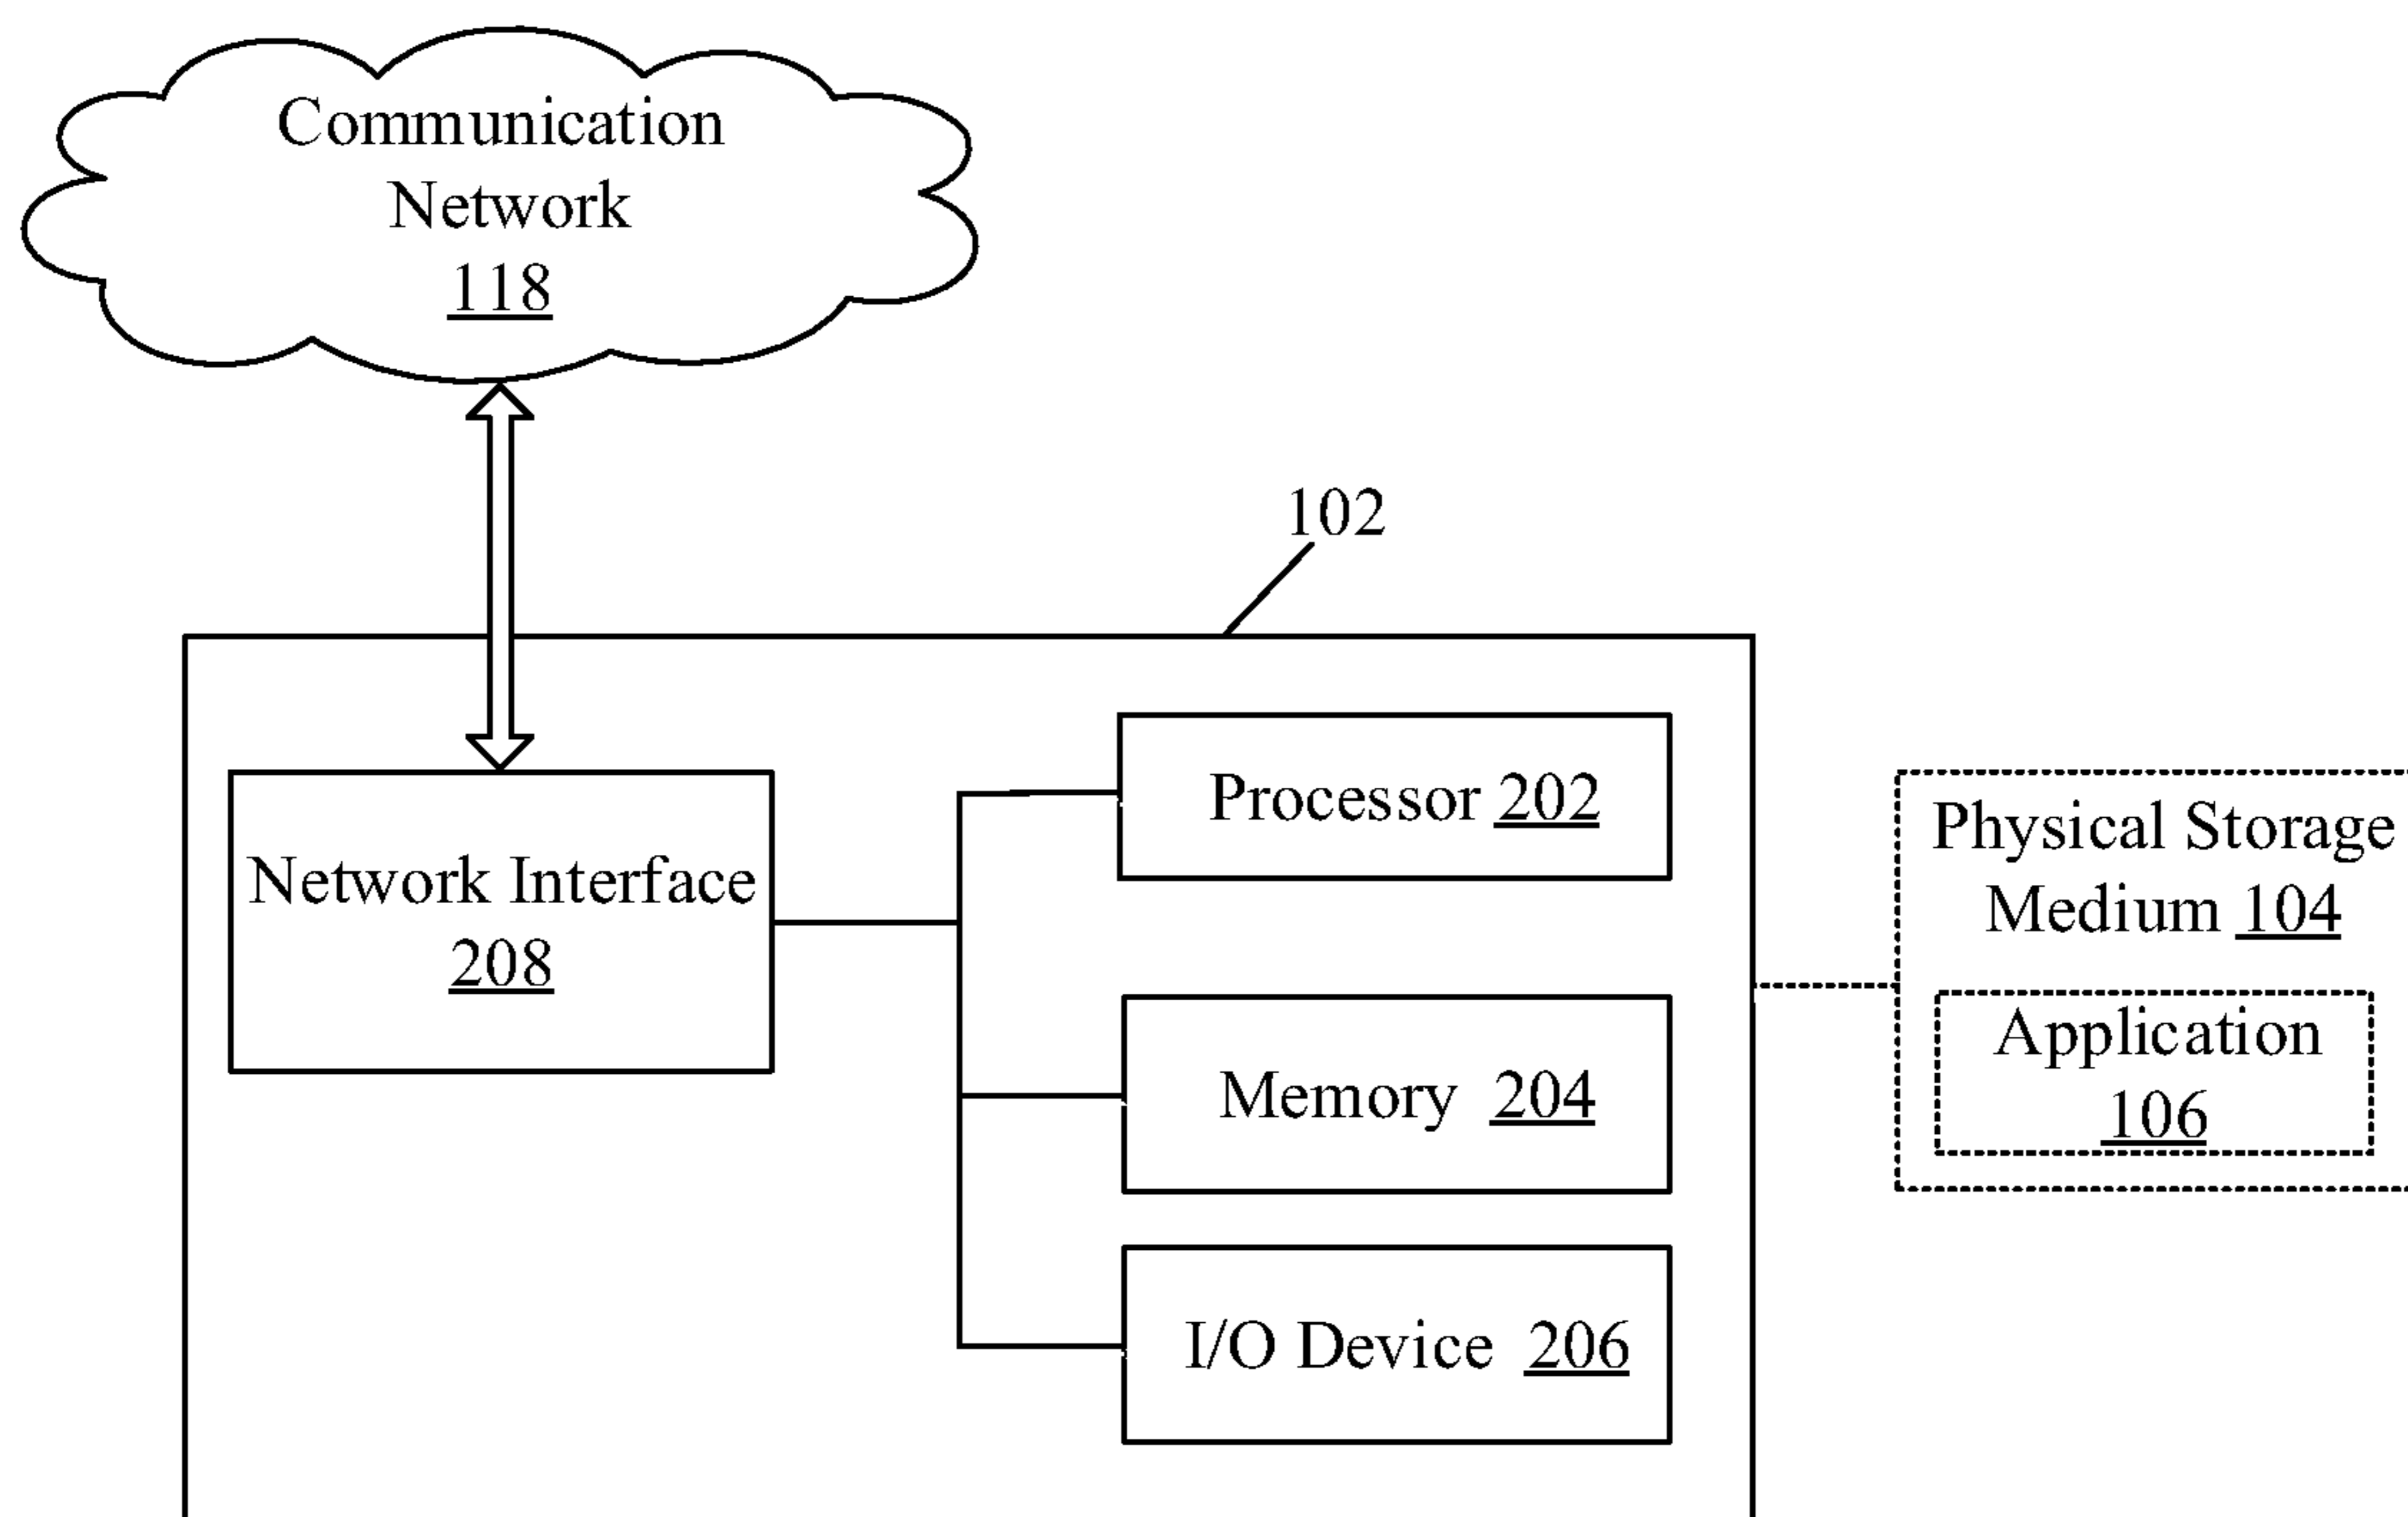 Communication
Network
118
102
Processor 202
Network Interface
208
Memory 204
I/O Device 206
Physical Storage
Medium 104
Application
106